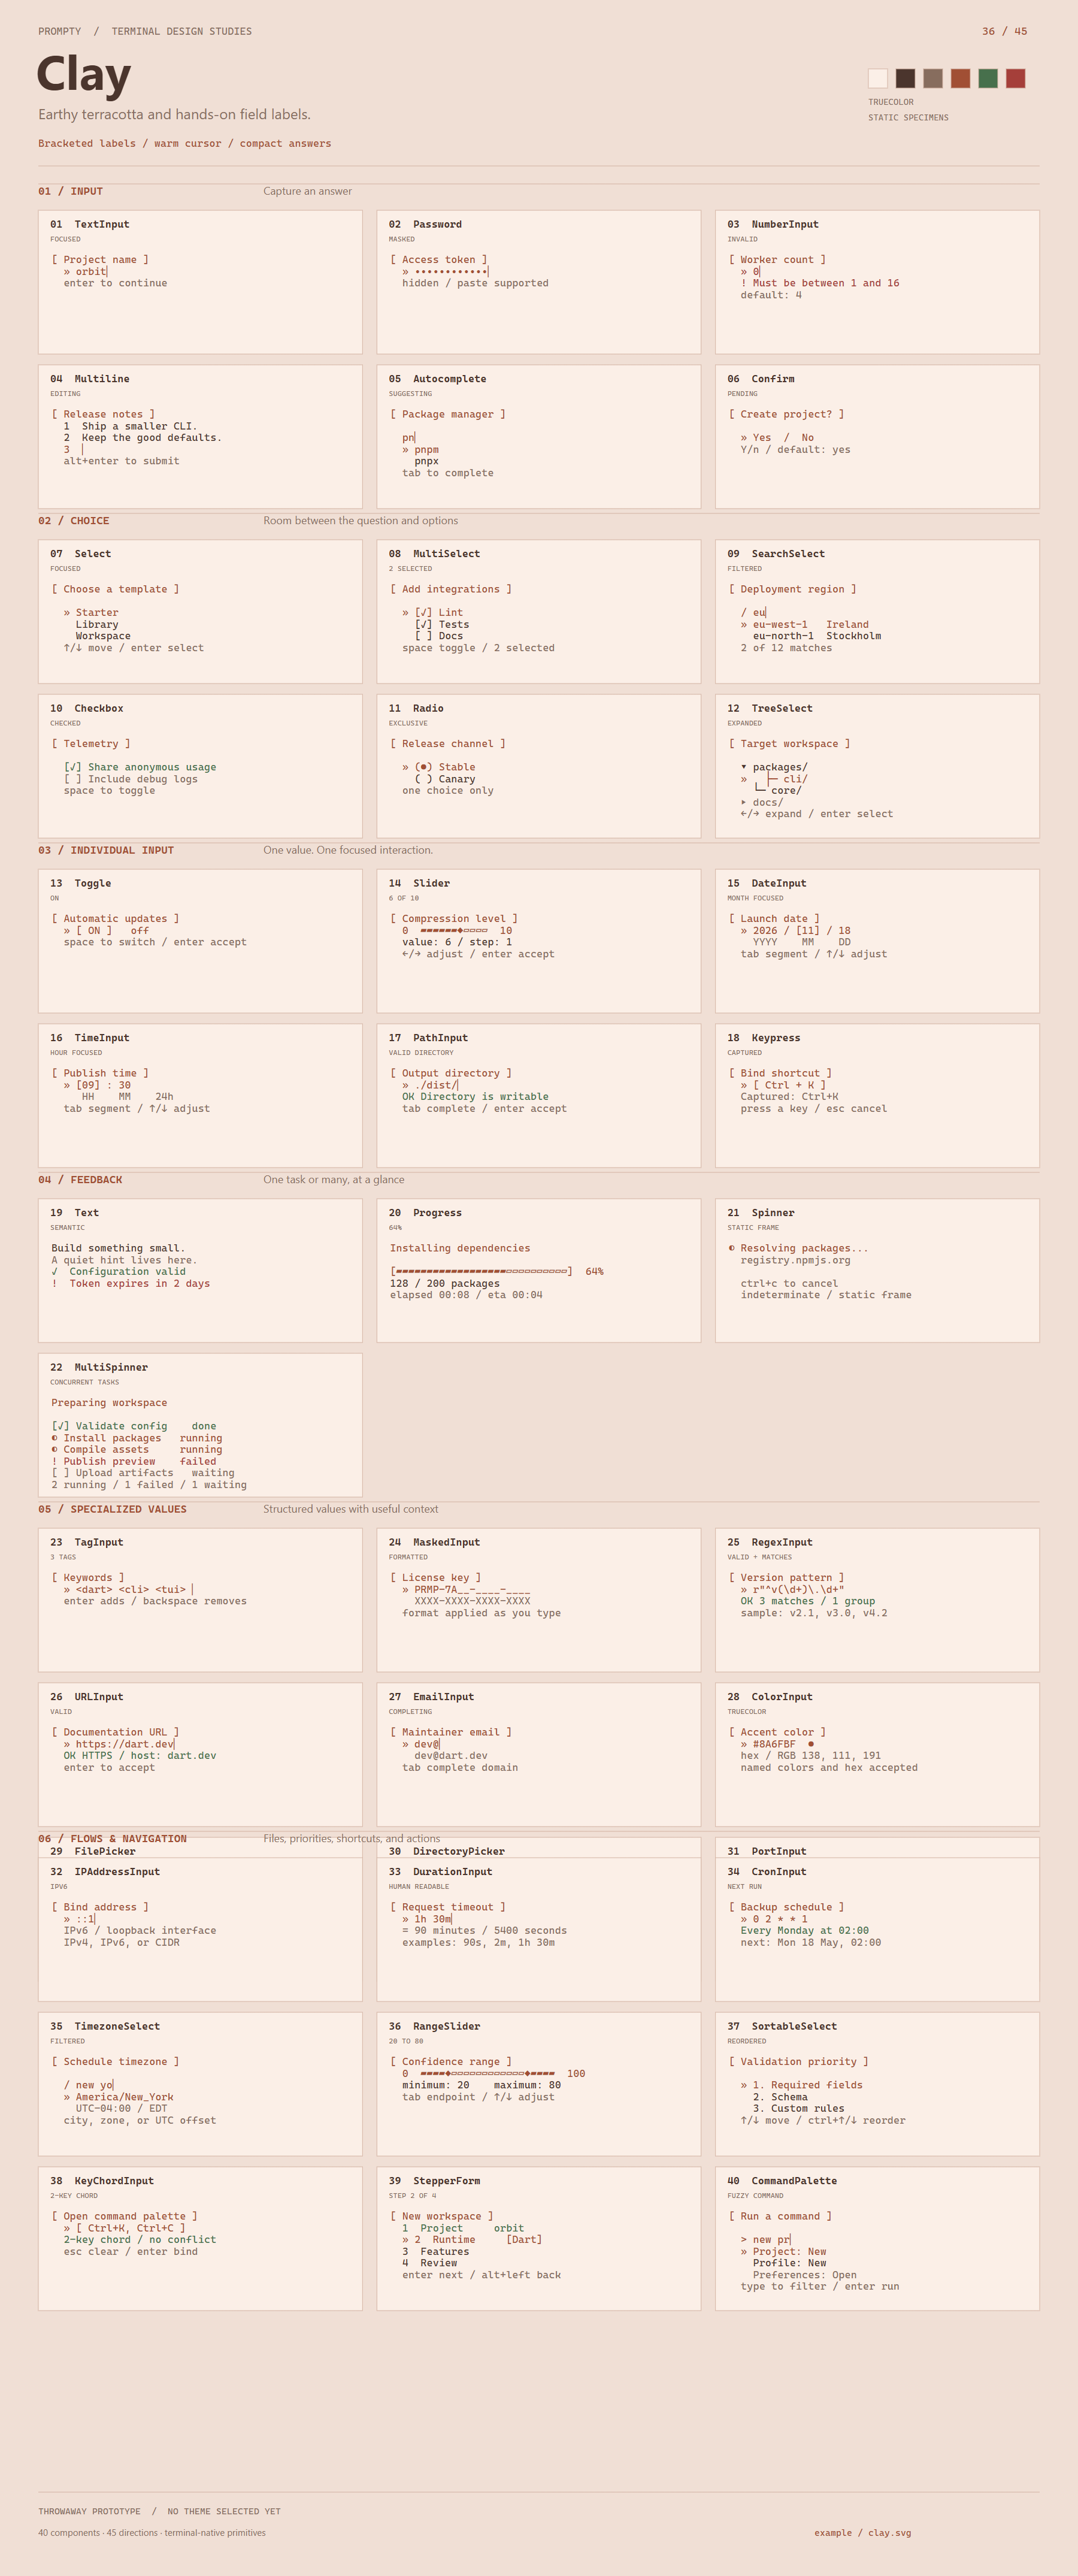 PROMPTY / TERMINAL DESIGN STUDIES
36 / 45
Clay
Earthy terracotta and hands-on field labels.
TRUECOLOR
STATIC SPECIMENS
Bracketed labels / warm cursor / compact answers
01 / INPUT
Capture an answer
01 TextInput
FOCUSED
[ Project name ]
» orbit
enter to continue
02 Password
MASKED
[ Access token ]
» ••••••••••••
hidden / paste supported
03 NumberInput
INVALID
[ Worker count ]
» 0
! Must be between 1 and 16
default: 4
04 Multiline
EDITING
[ Release notes ]
1 Ship a smaller CLI.
2 Keep the good defaults.
3
alt+enter to submit
05 Autocomplete
SUGGESTING
[ Package manager ]
pn
» pnpm
pnpx
tab to complete
06 Confirm
PENDING
[ Create project? ]
» Yes / No
Y/n / default: yes
02 / CHOICE
Room between the question and options
07 Select
FOCUSED
[ Choose a template ]
» Starter
Library
Workspace
↑/↓ move / enter select
08 MultiSelect
2 SELECTED
[ Add integrations ]
» [✓] Lint
[✓] Tests
[ ] Docs
space toggle / 2 selected
09 SearchSelect
FILTERED
[ Deployment region ]
/ eu
» eu-west-1 Ireland
eu-north-1 Stockholm
2 of 12 matches
10 Checkbox
CHECKED
[ Telemetry ]
[✓] Share anonymous usage
[ ] Include debug logs
space to toggle
11 Radio
EXCLUSIVE
[ Release channel ]
» (●) Stable
( ) Canary
one choice only
12 TreeSelect
EXPANDED
[ Target workspace ]
▾ packages/
» ├─ cli/
└─ core/
▸ docs/
←/→ expand / enter select
03 / INDIVIDUAL INPUT
One value. One focused interaction.
13 Toggle
ON
[ Automatic updates ]
» [ ON ] off
space to switch / enter accept
14 Slider
6 OF 10
[ Compression level ]
0 ▰▰▰▰▰▰◆▱▱▱▱ 10
value: 6 / step: 1
←/→ adjust / enter accept
15 DateInput
MONTH FOCUSED
[ Launch date ]
» 2026 / [11] / 18
YYYY MM DD
tab segment / ↑/↓ adjust
16 TimeInput
HOUR FOCUSED
[ Publish time ]
» [09] : 30
HH MM 24h
tab segment / ↑/↓ adjust
17 PathInput
VALID DIRECTORY
[ Output directory ]
» ./dist/
OK Directory is writable
tab complete / enter accept
18 Keypress
CAPTURED
[ Bind shortcut ]
» [ Ctrl + K ]
Captured: Ctrl+K
press a key / esc cancel
04 / FEEDBACK
One task or many, at a glance
19 Text
SEMANTIC
Build something small.
A quiet hint lives here.
✓ Configuration valid
! Token expires in 2 days
20 Progress
64%
Installing dependencies
[▰▰▰▰▰▰▰▰▰▰▰▰▰▰▰▰▰▰▱▱▱▱▱▱▱▱▱▱] 64%
128 / 200 packages
elapsed 00:08 / eta 00:04
21 Spinner
STATIC FRAME
◐ Resolving packages...
registry.npmjs.org
ctrl+c to cancel
indeterminate / static frame
22 MultiSpinner
CONCURRENT TASKS
Preparing workspace
[✓] Validate config done
◐ Install packages running
◐ Compile assets running
! Publish preview failed
[ ] Upload artifacts waiting
2 running / 1 failed / 1 waiting
05 / SPECIALIZED VALUES
Structured values with useful context
23 TagInput
3 TAGS
[ Keywords ]
» <dart> <cli> <tui>
enter adds / backspace removes
24 MaskedInput
FORMATTED
[ License key ]
» PRMP-7A__-____-____
XXXX-XXXX-XXXX-XXXX
format applied as you type
25 RegexInput
VALID + MATCHES
[ Version pattern ]
» r"^v(\d+)\.\d+"
OK 3 matches / 1 group
sample: v2.1, v3.0, v4.2
26 URLInput
VALID
[ Documentation URL ]
» https://dart.dev
OK HTTPS / host: dart.dev
enter to accept
27 EmailInput
COMPLETING
[ Maintainer email ]
» dev@
dev@dart.dev
tab complete domain
28 ColorInput
TRUECOLOR
[ Accent color ]
» #8A6FBF ●
hex / RGB 138, 111, 191
named colors and hex accepted
06 / FLOWS & NAVIGATION
Files, priorities, shortcuts, and actions
29 FilePicker
30 DirectoryPicker
31 PortInput
32 IPAddressInput
IPV6
[ Bind address ]
» ::1
IPv6 / loopback interface
IPv4, IPv6, or CIDR
33 DurationInput
HUMAN READABLE
[ Request timeout ]
» 1h 30m
= 90 minutes / 5400 seconds
examples: 90s, 2m, 1h 30m
34 CronInput
NEXT RUN
[ Backup schedule ]
» 0 2 * * 1
Every Monday at 02:00
next: Mon 18 May, 02:00
35 TimezoneSelect
FILTERED
[ Schedule timezone ]
/ new yo
» America/New_York
UTC-04:00 / EDT
city, zone, or UTC offset
36 RangeSlider
20 TO 80
[ Confidence range ]
0 ▰▰▰▰◆▱▱▱▱▱▱▱▱▱▱▱▱◆▰▰▰▰ 100
minimum: 20 maximum: 80
tab endpoint / ↑/↓ adjust
37 SortableSelect
REORDERED
[ Validation priority ]
» 1. Required fields
2. Schema
3. Custom rules
↑/↓ move / ctrl+↑/↓ reorder
38 KeyChordInput
2-KEY CHORD
[ Open command palette ]
» [ Ctrl+K, Ctrl+C ]
2-key chord / no conflict
esc clear / enter bind
39 StepperForm
STEP 2 OF 4
[ New workspace ]
1 Project orbit
» 2 Runtime [Dart]
3 Features
4 Review
enter next / alt+left back
40 CommandPalette
FUZZY COMMAND
[ Run a command ]
> new pr
» Project: New
Profile: New
Preferences: Open
type to filter / enter run
THROWAWAY PROTOTYPE / NO THEME SELECTED YET
40 components · 45 directions · terminal-native primitives
example / clay.svg